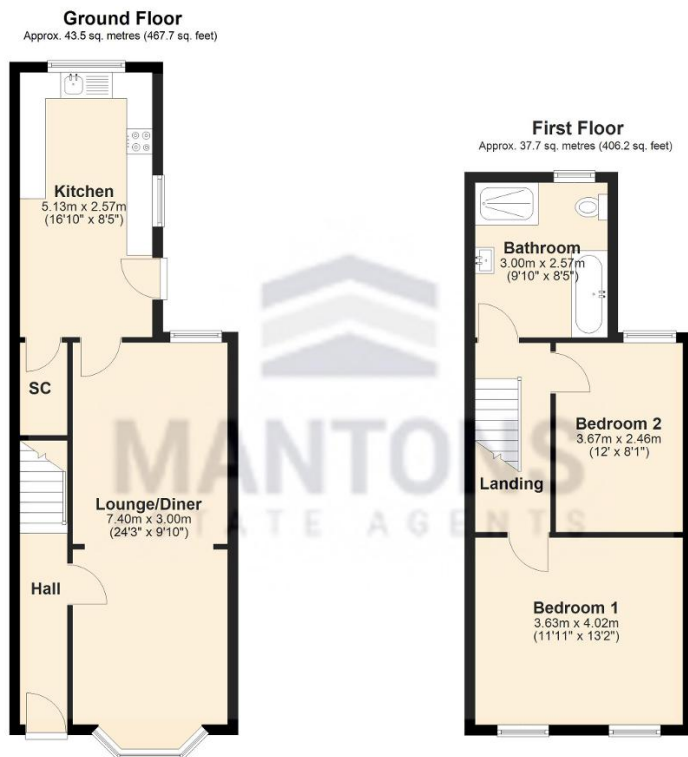 Ground Floor
Approx. 43.5 sq. metres (467.7 sq. feet)
Kitchen
5.13m x 2.57m
(16'10" x 8'5")
SC
Lounge/Diner
7.40m x 3.00m
(24'3" x 9'10")
Hall
First Floor
Approx. 37.7 sq. metres (406.2 sq. feet)
Bathroom
3.00m x 2.57m
(9'10" x 8'5")
Bedroom 2
3.67m x 2.46m
(12' x 8'1")
Landing
Bedroom 1
3.63m x 4.02m
(11'11" x 13'2")
MANTONS
ESTATE AGENTS